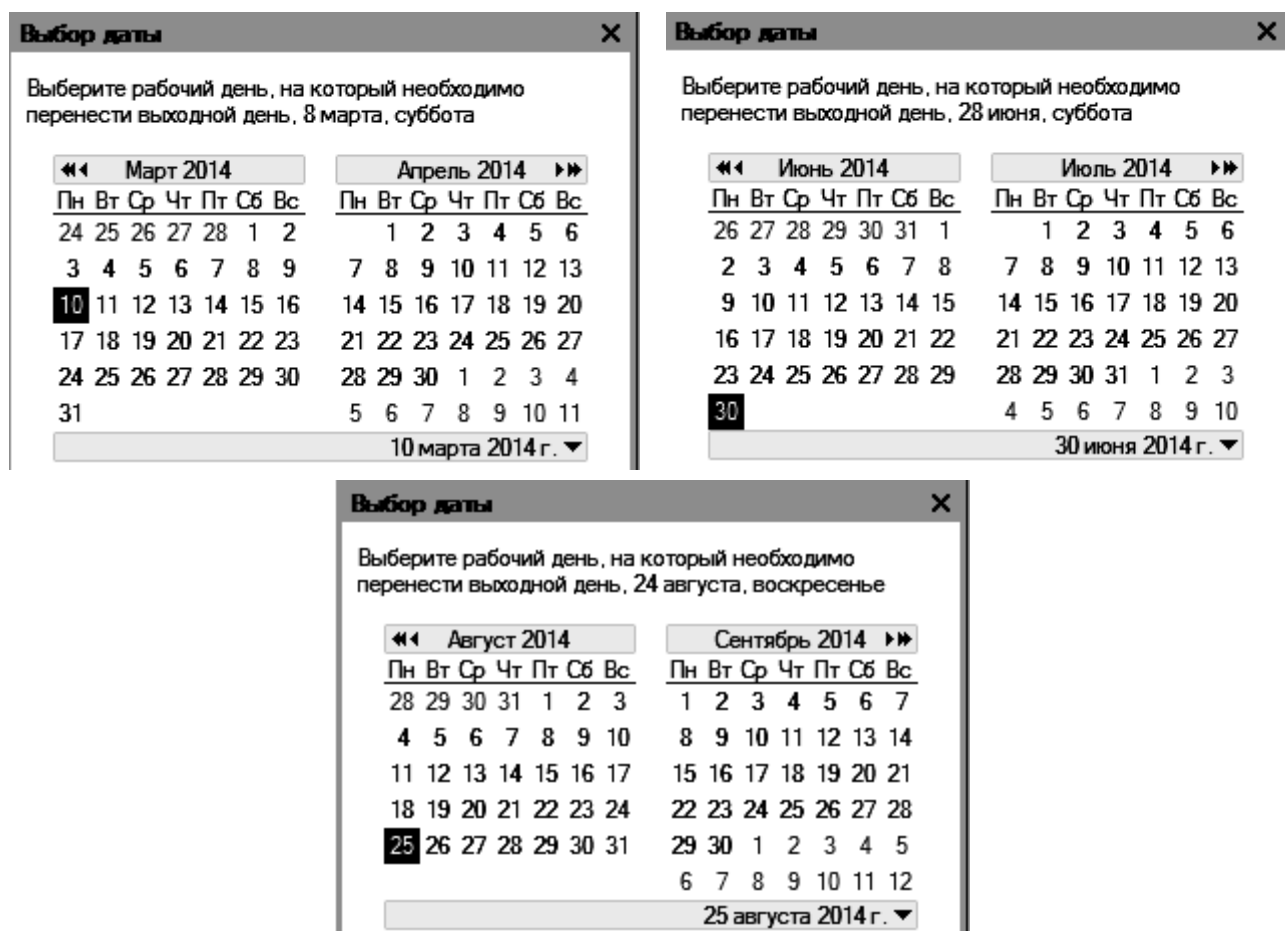 Выбор даты
Выберите рабочий день, на который необходимо
перенести выходной день, 8 марта, суббота
Март 2014 Апрель 2014
Пн Вт Ср Чт Пт Сб Вс Пн Вт Ср Чт Пт Сб Вс
24 25 26 27 28 1 2 1 2 3 4 5 6
3 4 5 6 7 8 9 7 8 9 10 11 12 13
10 11 12 13 14 15 16 14 15 16 17 18 19 20
17 18 19 20 21 22 23 21 22 23 24 25 26 27
24 25 26 27 28 29 30 28 29 30 1 2 3 4
31 5 6 7 8 9 10 11
10 марта 2014 г.
Выбор даты
Выберите рабочий день, на который необходимо
перенести выходной день, 28 июня, суббота
Июнь 2014 Июль 2014
Пн Вт Ср Чт Пт Сб Вс Пн Вт Ср Чт Пт Сб Вс
26 27 28 29 30 31 1 1 2 3 4 5 6
2 3 4 5 6 7 8 7 8 9 10 11 12 13
9 10 11 12 13 14 15 14 15 16 17 18 19 20
16 17 18 19 20 21 22 21 22 23 24 25 26 27
23 24 25 26 27 28 29 28 29 30 31 1 2 3
30 4 5 6 7 8 9 10
30 июня 2014 г.
Выбор даты
Выберите рабочий день, на который необходимо
перенести выходной день, 24 августа, воскресенье
Август 2014 Сентябрь 2014
Пн Вт Ср Чт Пт Сб Вс Пн Вт Ср Чт Пт Сб Вс
28 29 30 31 1 2 3 1 2 3 4 5 6 7
4 5 6 7 8 9 10 8 9 10 11 12 13 14
11 12 13 14 15 16 17 15 16 17 18 19 20 21
18 19 20 21 22 23 24 22 23 24 25 26 27 28
25 26 27 28 29 30 31 29 30 1 2 3 4 5
6 7 8 9 10 11 12
25 августа 2014 г.